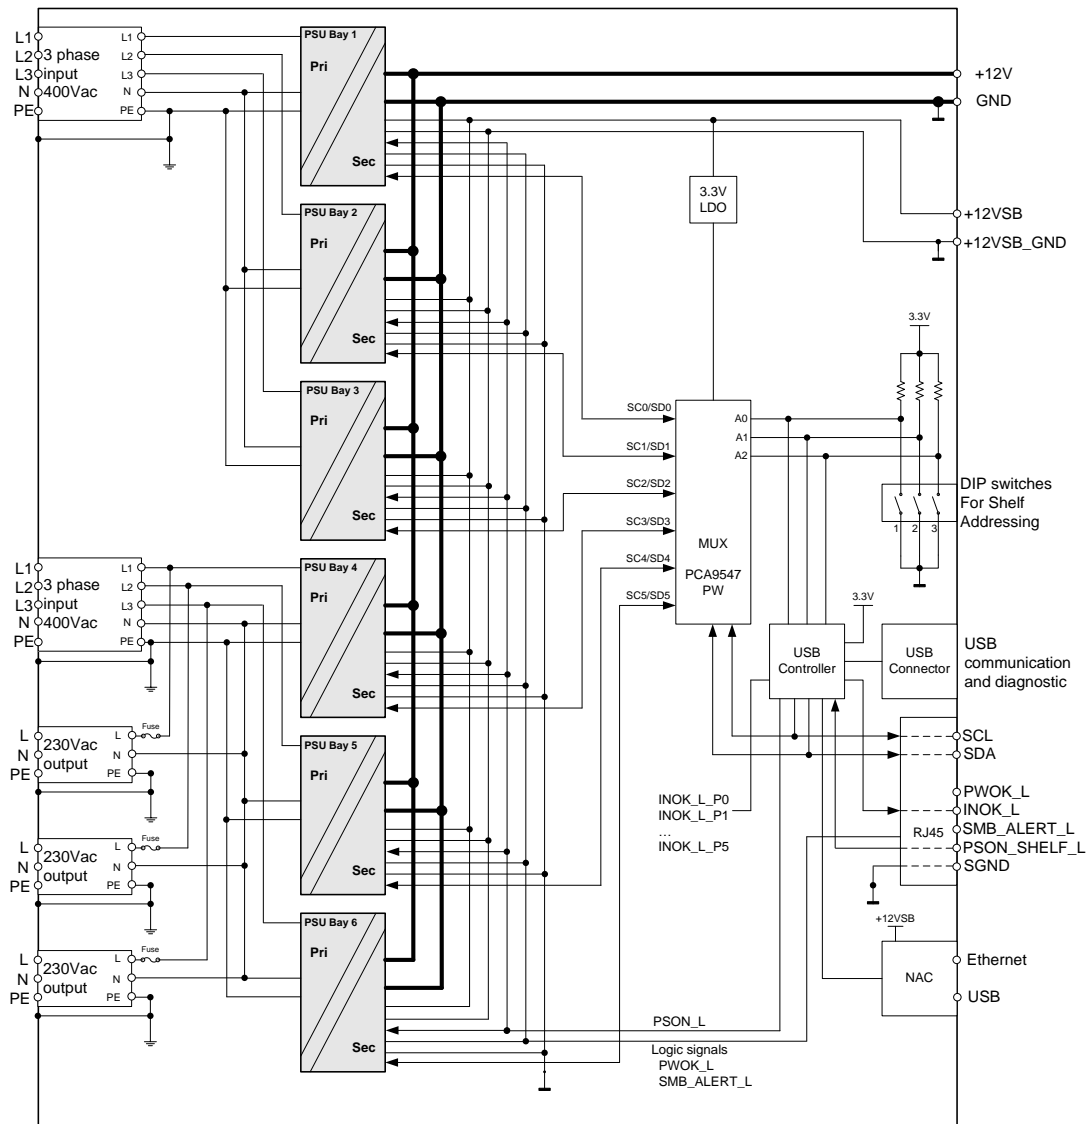 L1
L2
L3
N
PE
3 phase
input
400Vac
L1
L2
L3
N
PE
PSU Bay 1
Pri
Sec
+12V
GND
3.3V
LDO
+12VSB
+12VSB_GND
PSU Bay 2
Pri
Sec
3.3V
PSU Bay 3
Pri
Sec
SC0/SD0
SC1/SD1
SC2/SD2
SC3/SD3
SC4/SD4
SC5/SD5
A0
A1
A2
MUX
PCA9547
PW
DIP switches
For Shelf
Addressing
1 2 3
L1
L2
L3
N
PE
3 phase
input
400Vac
L1
L2
L3
N
PE
PSU Bay 4
Pri
Sec
3.3V
USB
Controller
USB
Connector
USB
communication
and diagnostic
L
N
PE
230Vac
output
L
N
PE
Fuse
PSU Bay 5
Pri
Sec
SCL
SDA
PWOK_L
INOK_L
SMB_ALERT_L
PSON_SHELF_L
SGND
RJ45
INOK_L_P0
INOK_L_P1
...
INOK_L_P5
L
N
PE
230Vac
output
L
N
PE
Fuse
PSU Bay 6
Pri
Sec
+12VSB
NAC
Ethernet
USB
L
N
PE
230Vac
output
L
N
PE
Fuse
PSON_L
Logic signals
PWOK_L
SMB_ALERT_L